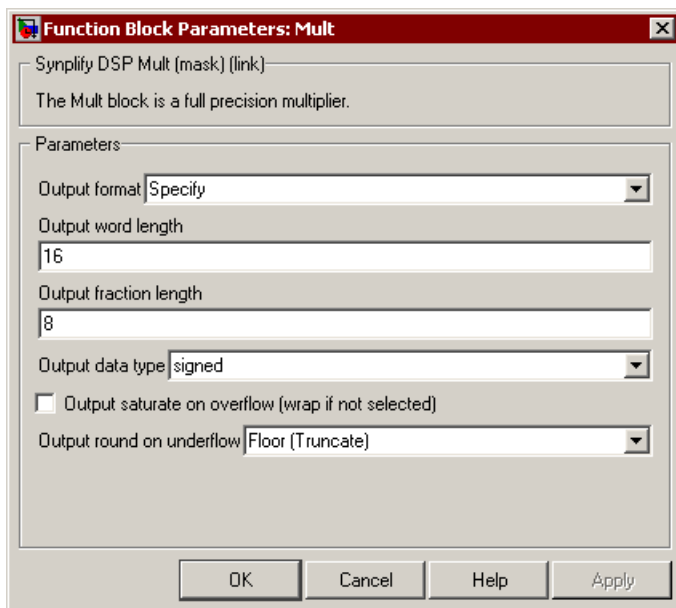 Function Block Parameters: Mult
Synplify DSP Mult (mask) (link)
The Mult block is a full precision multiplier.
Parameters
Output format Specify
Output word length
16
Output fraction length
8
Output data type signed
Output saturate on overflow (wrap if not selected)
Output round on underflow Floor (Truncate)
OK Cancel Help Apply